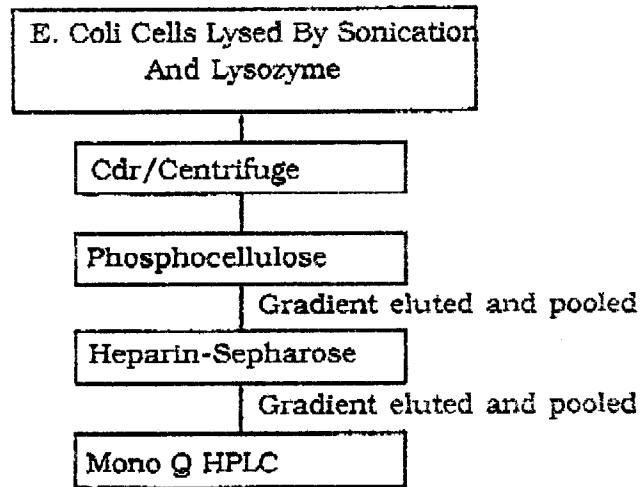 E. Coli Cells Lysed By Sonication
And Lysozyme
Cdr/Centrifuge
Phosphocellulose
Gradient eluted and pooled
Heparin-Sepharose
Gradient eluted and pooled
Mono Q HPLC